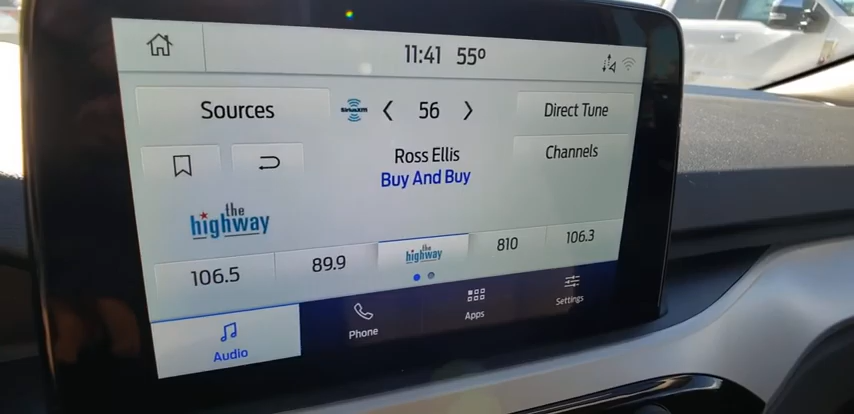 11:41 55º
Sources
SiriusXM
56
Direct Tune
Ross Ellis
Channels
Buy And Buy
the
highway
106.5
89.9
the
highway
810
106.3
Audio
Phone
Apps
Settings